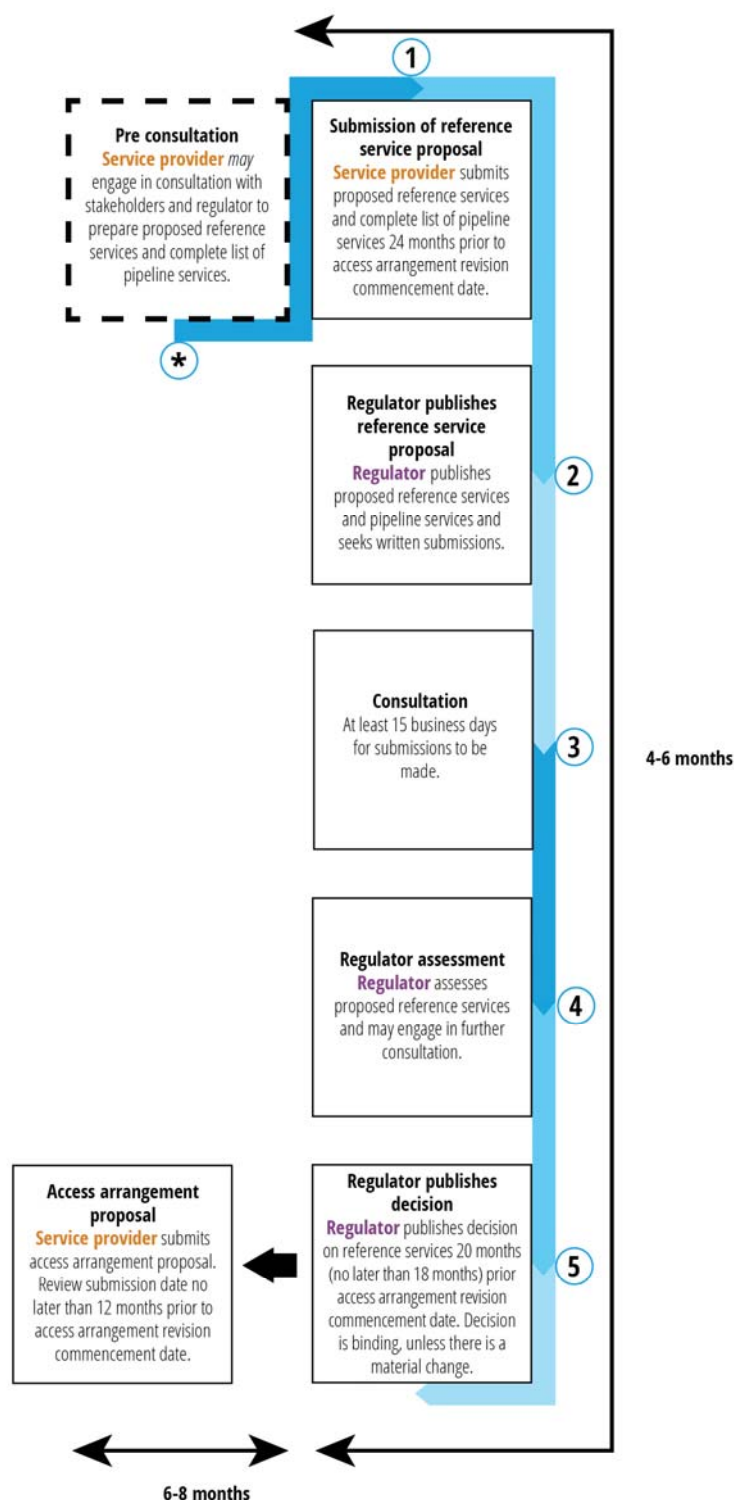 1
Pre consultation
Service provider may
engage in consultation with
stakeholders and regulator to
prepare proposed reference
services and complete list of
pipeline services.
*
Submission of reference
service proposal
Service provider submits
proposed reference services
and complete list of pipeline
services 24 months prior to
access arrangement revision
commencement date.
Regulator publishes
reference service
proposal
Regulator publishes
proposed reference services
and pipeline services and
seeks written submissions.
2
Consultation
At least 15 business days
for submissions to be
made.
3
4-6 months
Regulator assessment
Regulator assesses
proposed reference services
and may engage in further
consultation.
4
Access arrangement
proposal
Service provider submits
access arrangement proposal.
Review submission date no
later than 12 months prior to
access arrangement revision
commencement date.
Regulator publishes
decision
Regulator publishes decision
on reference services 20 months
(no later than 18 months) prior
access arrangement revision
commencement date. Decision
is binding, unless there is a
material change.
5
6-8 months